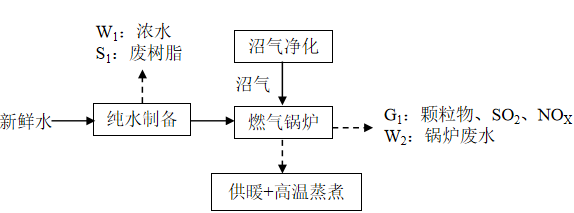 W₁：浓水
S₁：废树脂
沼气净化
沼气
新鲜水
纯水制备
燃气锅炉
G₁：颗粒物、SO₂、NOX
W₂：锅炉废水
供暖+高温蒸煮